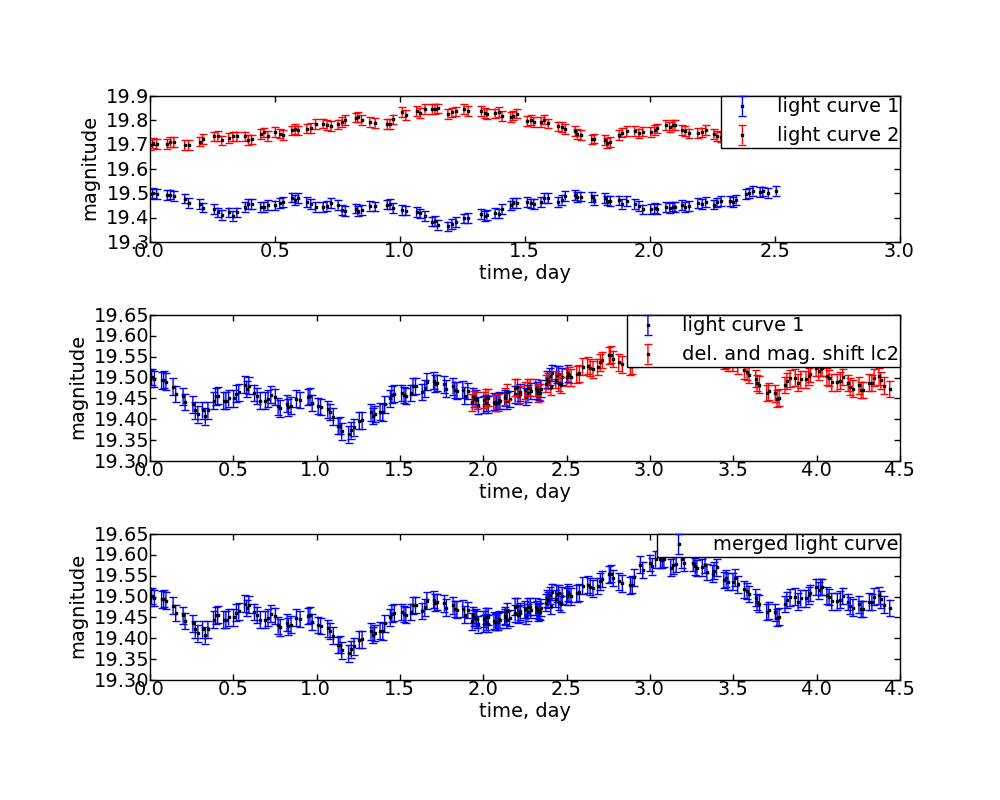 19.9
19.8
19.7
19.6
19.5
19.4
19.3
magnitude
light curve 1
light curve 2
0.0 0.5 1.0 1.5 2.0 2.5 3.0
time, day
19.65
19.60
19.55
19.50
19.45
19.40
19.35
19.30
magnitude
light curve 1
del. and mag. shift lc2
0.0 0.5 1.0 1.5 2.0 2.5 3.0 3.5 4.0 4.5
time, day
19.65
19.60
19.55
19.50
19.45
19.40
19.35
19.30
magnitude
merged light curve
0.0 0.5 1.0 1.5 2.0 2.5 3.0 3.5 4.0 4.5
time, day